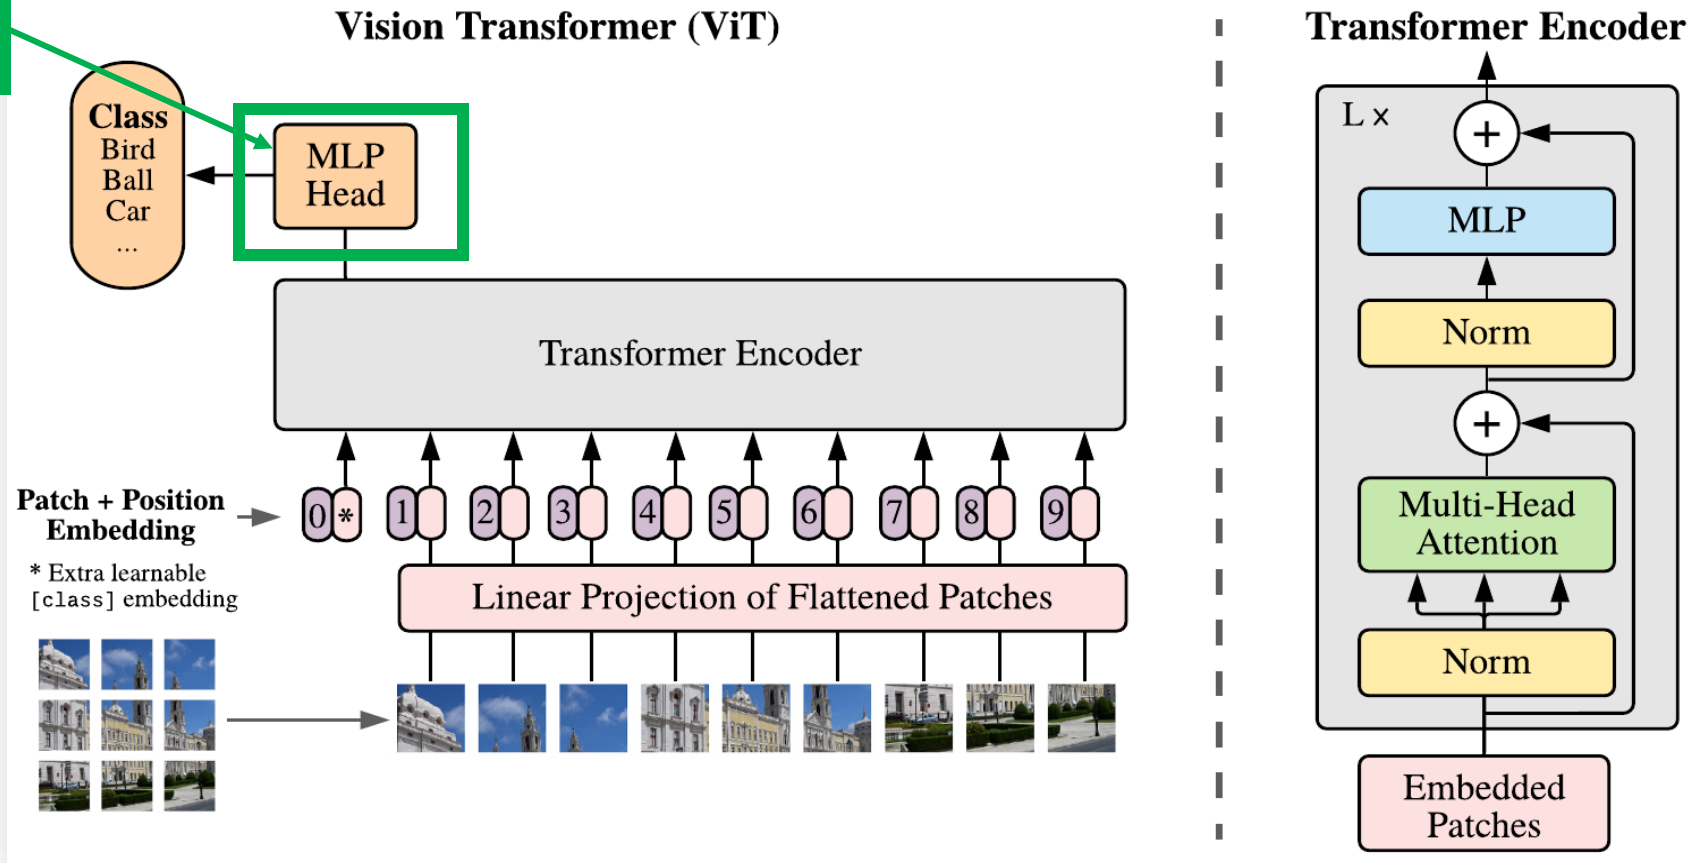 Vision Transformer (ViT)
Class
Bird
Ball
Car
...
MLP
Head
Transformer Encoder
Patch + Position
Embedding
0 * 1 2 3 4 5 6 7 8 9
* Extra learnable
[class] embedding
Linear Projection of Flattened Patches
Transformer Encoder
L ×
+
MLP
Norm
+
Multi-Head
Attention
Norm
Embedded
Patches